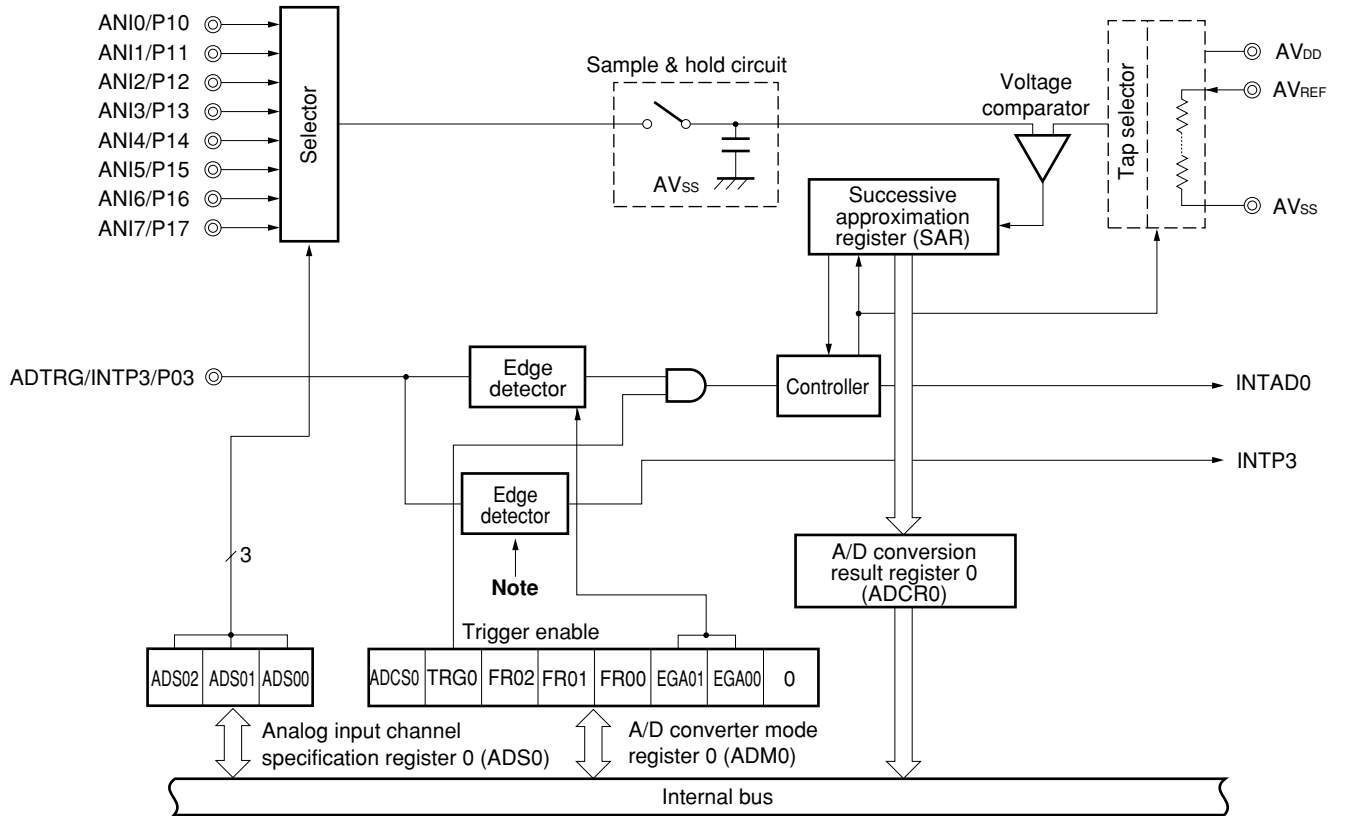 ANI0/P10
ANI1/P11
ANI2/P12
ANI3/P13
ANI4/P14
ANI5/P15
ANI6/P16
ANI7/P17
Selector
Sample & hold circuit
AVSS
Voltage
comparator
Tap selector
AVDD
AVREF
AVSS
Successive
approximation
register (SAR)
ADTRG/INTP3/P03
Edge
detector
Controller
INTAD0
INTP3
Edge
detector
Note
3
A/D conversion
result register 0
(ADCR0)
Trigger enable
ADS02 ADS01 ADS00
ADCS0 TRG0 FR02 FR01 FR00 EGA01 EGA00 0
Analog input channel
specification register 0 (ADS0)
A/D converter mode
register 0 (ADM0)
Internal bus